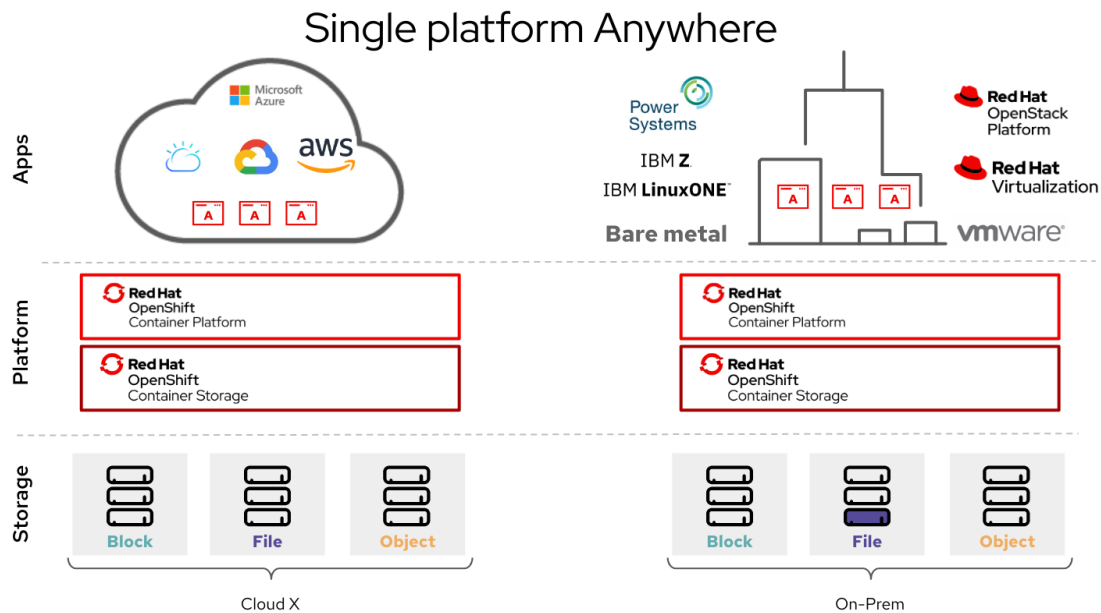 Single platform Anywhere
Apps
Microsoft
Azure
aws
A
A
A
Power
Systems
IBM Z
IBM LinuxONE™
Bare metal
A
A
A
Red Hat
OpenStack
Platform
Red Hat
Virtualization
vmware®
Platform
Red Hat
OpenShift
Container Platform
Red Hat
OpenShift
Container Storage
Red Hat
OpenShift
Container Platform
Red Hat
OpenShift
Container Storage
Storage
Block
File
Object
Block
File
Object
Cloud X
On-Prem